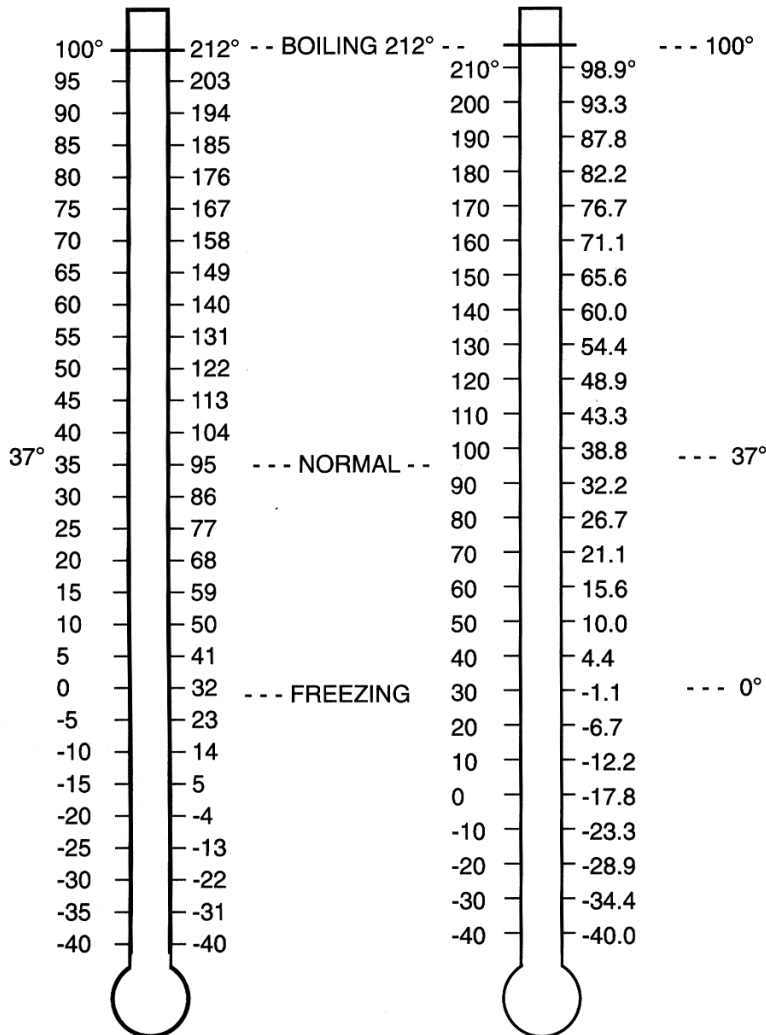 100° 212° - - BOILING 212° - - - - - 100°
95 203 210° 98.9°
90 194 200 93.3
85 185 190 87.8
80 176 180 82.2
75 167 170 76.7
70 158 160 71.1
65 149 150 65.6
60 140 140 60.0
55 131 130 54.4
50 122 120 48.9
45 113 110 43.3
40 104 100 38.8
37° 35 95 - - - NORMAL - - - - - 37°
30 86 90 32.2
25 77 80 26.7
20 68 70 21.1
15 59 60 15.6
10 50 50 10.0
5 41 40 4.4
0 32 - - - FREEZING 30 -1.1 - - - 0°
-5 23 20 -6.7
-10 14 10 -12.2
-15 5 0 -17.8
-20 -4 -10 -23.3
-25 -13 -20 -28.9
-30 -22 -30 -34.4
-35 -31 -40 -40.0
-40 -40